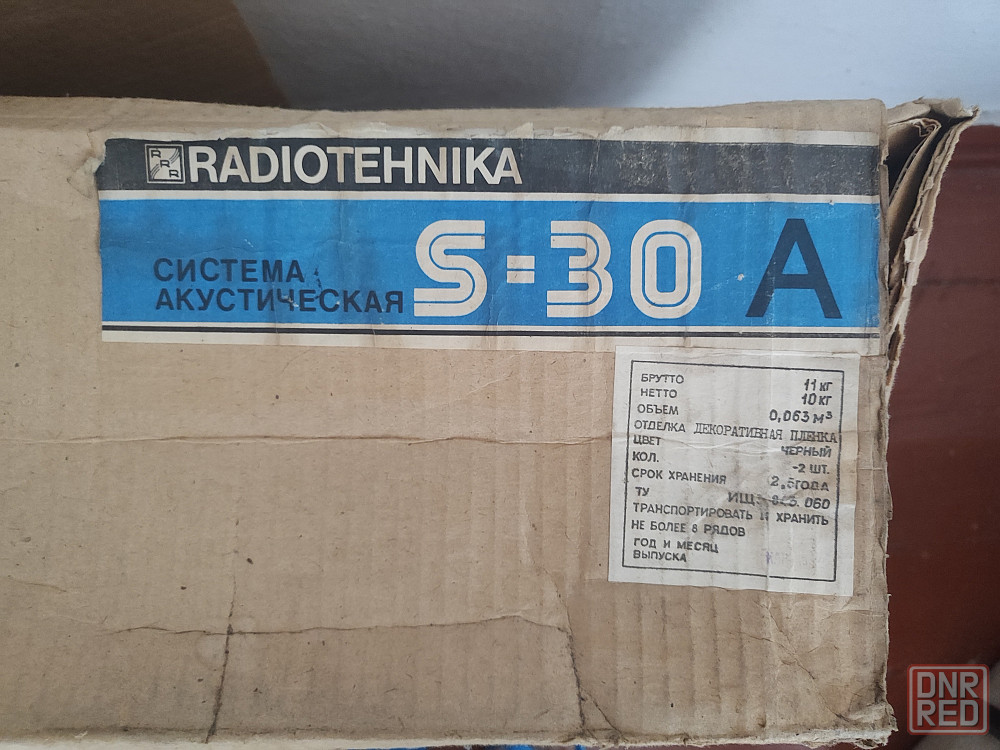 RRR RADIOTEHNIKA
СИСТЕМА
АКУСТИЧЕСКАЯ S-30 A
БРУТТО 11 кг
НЕТТО 10 кг
ОБЪЕМ 0,063 м³
ОТДЕЛКА ДЕКОРАТИВНАЯ ПЛЕНКА
ЦВЕТ ЧЕРНЫЙ
КОЛ. -2 ШТ.
СРОК ХРАНЕНИЯ 2,5ГОДА
ТУ
ТРАНСПОРТИРОВАТЬ И ХРАНИТЬ
НЕ БОЛЕЕ 8 РЯДОВ
ГОД И МЕСЯЦ
ВЫПУСКА
DNR
RED